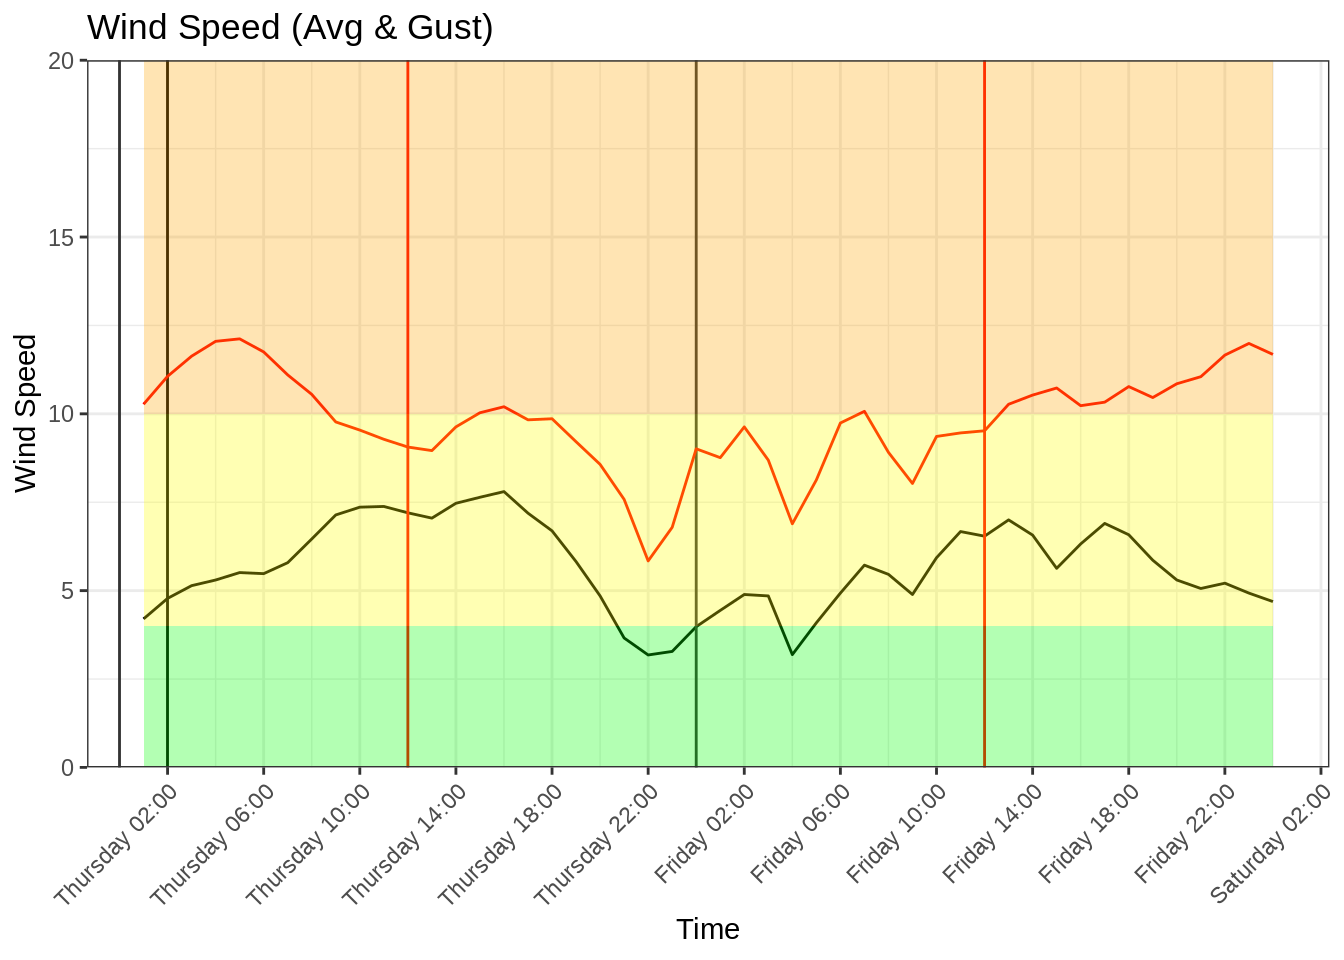 Wind Speed (Avg & Gust)
20
15
10
5
0
Wind Speed
Thursday 02:00
Thursday 06:00
Thursday 10:00
Thursday 14:00
Thursday 18:00
Thursday 22:00
Friday 02:00
Friday 06:00
Friday 10:00
Friday 14:00
Friday 18:00
Friday 22:00
Saturday 02:00
Time